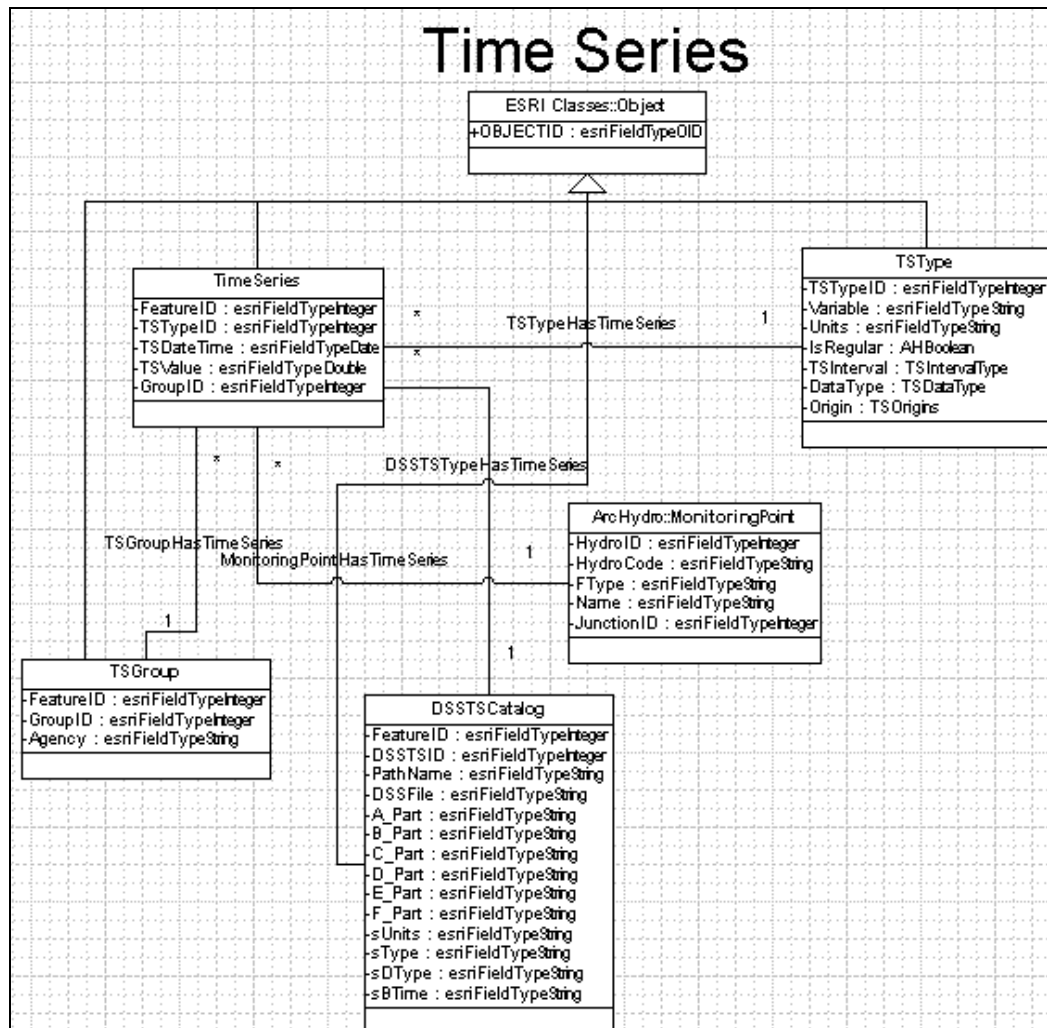 Time Series
ESRI Classes::Object
+OBJECTID : esriFieldTypeOID
TimeSeries
-FeatureID : esriFieldTypeInteger
-TSTypeID : esriFieldTypeInteger
-TSDateTime : esriFieldTypeDate
-TSValue : esriFieldTypeDouble
-GroupID : esriFieldTypeInteger
TSType
-TSTypeID : esriFieldTypeInteger
-Variable : esriFieldTypeString
-Units : esriFieldTypeString
-IsRegular : AHBoolean
-TSInterval : TSIntervalType
-DataType : TSDataType
-Origin : TSOrigins
*
TSTypeHasTimeSeries
1
*
*
*
DSSTSTypeHasTimeSeries
TSGroupHasTimeSeries
MonitoringPointHasTimeSeries
1
ArcHydro::MonitoringPoint
-HydroID : esriFieldTypeInteger
-HydroCode : esriFieldTypeString
-FType : esriFieldTypeString
-Name : esriFieldTypeString
-JunctionID : esriFieldTypeInteger
1
1
TSGroup
-FeatureID : esriFieldTypeInteger
-GroupID : esriFieldTypeInteger
-Agency : esriFieldTypeString
DSSTSCatalog
-FeatureID : esriFieldTypeInteger
-DSSTSID : esriFieldTypeInteger
-PathName : esriFieldTypeString
-DSSFile : esriFieldTypeString
-A_Part : esriFieldTypeString
-B_Part : esriFieldTypeString
-C_Part : esriFieldTypeString
-D_Part : esriFieldTypeString
-E_Part : esriFieldTypeString
-F_Part : esriFieldTypeString
-sUnits : esriFieldTypeString
-sType : esriFieldTypeString
-sDType : esriFieldTypeString
-sBTime : esriFieldTypeString